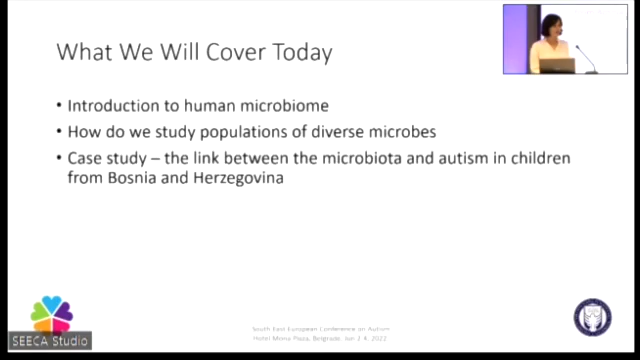 What We Will Cover Today
• Introduction to human microbiome
• How do we study populations of diverse microbes
• Case study – the link between the microbiota and autism in children
from Bosnia and Herzegovina
South East European Conference on Autism
Hotel Mona Plaza, Belgrade, Jun 2 4, 2022
SEECA Studio